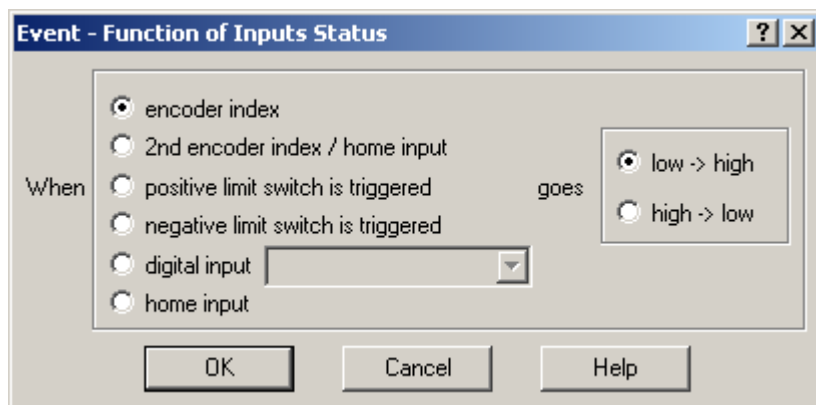 Event - Function of Inputs Status
When
encoder index
2nd encoder index / home input
positive limit switch is triggered
negative limit switch is triggered
digital input
home input
goes
low -> high
high -> low
OK
Cancel
Help